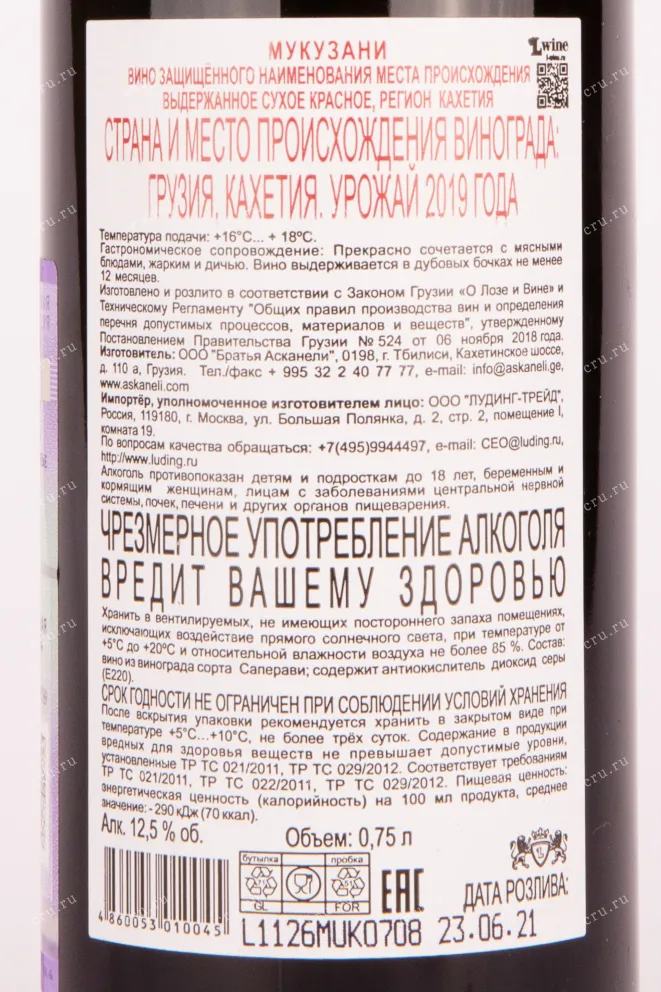 МУКУЗАНИ
Lwine
l-wine.ru
ВИНО ЗАЩИЩЁННОГО НАИМЕНОВАНИЯ МЕСТА ПРОИСХОЖДЕНИЯ
ВЫДЕРЖАННОЕ СУХОЕ КРАСНОЕ, РЕГИОН КАХЕТИЯ
СТРАНА И МЕСТО ПРОИСХОЖДЕНИЯ ВИНОГРАДА:
ГРУЗИЯ, КАХЕТИЯ. УРОЖАЙ 2019 ГОДА
Температура подачи: +16°С... + 18°С.
Гастрономическое сопровождение: Прекрасно сочетается с мясными
блюдами, жарким и дичью. Вино выдерживается в дубовых бочках не менее
12 месяцев.
Изготовлено и розлито в соответствии с Законом Грузии «О Лозе и Вине» и
Техническому Регламенту "Общих правил производства вин и определения
перечня допустимых процессов, материалов и веществ", утвержденному
Постановлением Правительства Грузии №524 от 06 ноября 2018 года.
Изготовитель: ООО "Братья Асканели", 0198, г. Тбилиси, Кахетинское шоссе,
д. 110 а, Грузия. Тел./факс + 995 32 2 40 77 77, e-mail: info@askaneli.ge,
www.askaneli.com
Импортёр, уполномоченное изготовителем лицо: ООО "ЛУДИНГ-ТРЕЙД",
Россия, 119180, г. Москва, ул. Большая Полянка, д. 2, стр. 2, помещение I,
комната 19.
По вопросам качества обращаться: +7(495)9944497, e-mail: CEO@luding.ru,
http://www.luding.ru
Алкоголь противопоказан детям и подросткам до 18 лет, беременным и
кормящим женщинам, лицам с заболеваниями центральной нервной
системы, почек, печени и других органов пищеварения.
ЧРЕЗМЕРНОЕ УПОТРЕБЛЕНИЕ АЛКОГОЛЯ
ВРЕДИТ ВАШЕМУ ЗДОРОВЬЮ
Хранить в вентилируемых, не имеющих постороннего запаха помещениях,
исключающих воздействие прямого солнечного света, при температуре от
+5°С до +20°С и относительной влажности воздуха не более 85 %. Состав:
вино из винограда сорта Саперави; содержит антиокислитель диоксид серы
(E220).
СРОК ГОДНОСТИ НЕ ОГРАНИЧЕН ПРИ СОБЛЮДЕНИИ УСЛОВИЙ ХРАНЕНИЯ
После вскрытия упаковки рекомендуется хранить в закрытом виде при
температуре +5°С...+10°С, не более трёх суток. Содержание в продукции
вредных для здоровья веществ не превышает допустимые уровни,
установленные ТР ТС 021/2011, ТР ТС 029/2012. Соответствует требованиям
ТР ТС 021/2011, ТР ТС 022/2011, ТР ТС 029/2012. Пищевая ценность:
энергетическая ценность (калорийность) на 100 мл продукта, среднее
значение: - 290 кДж (70 ккал).
Алк. 12,5 % об.
Объем: 0,75 л
бутылка
пробка
GL
FOR
EAC
ДАТА РОЗЛИВА:
4 860053 010045
L1126MUK0708 23.06.21